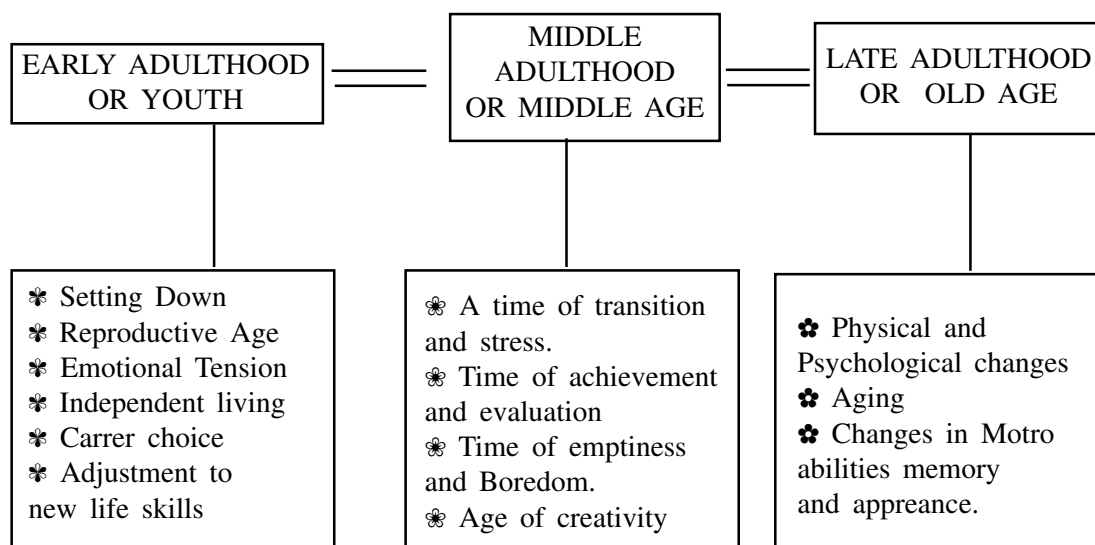 EARLY ADULTHOOD
OR YOUTH
MIDDLE
ADULTHOOD
OR MIDDLE AGE
LATE ADULTHOOD
OR OLD AGE
✾ Setting Down
✾ Reproductive Age
✾ Emotional Tension
✾ Independent living
✾ Carrer choice
✾ Adjustment to
new life skills
❀ A time of transition
and stress.
❀ Time of achievement
and evaluation
❀ Time of emptiness
and Boredom.
❀ Age of creativity
✿ Physical and
Psychological changes
✿ Aging
✿ Changes in Motro
abilities memory
and appreance.